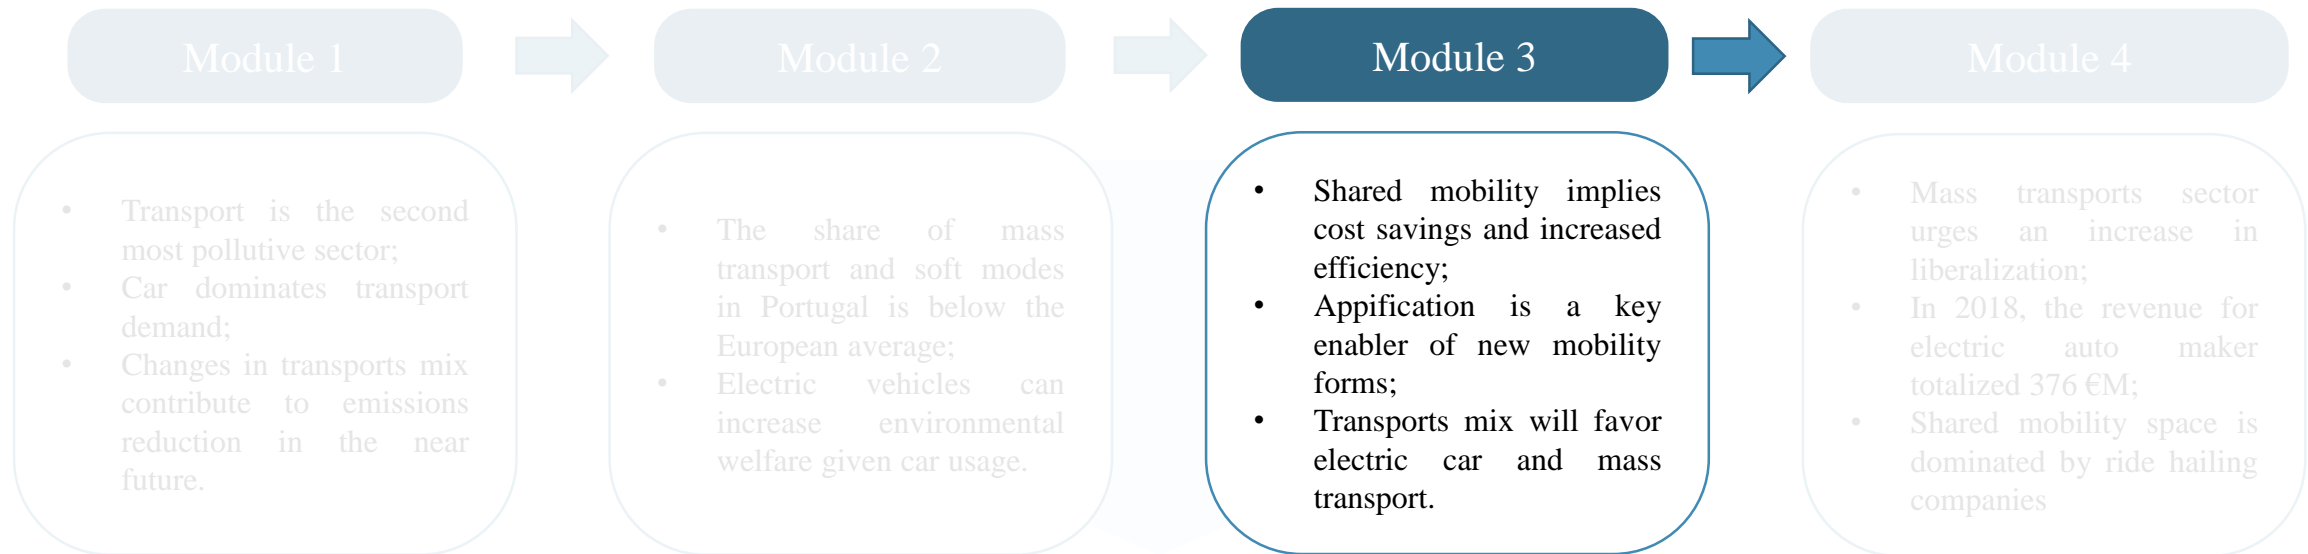 Module 1
Module 2
Module 3
Module 4
• Transport is the second
most pollutive sector;
• Car dominates transport
demand;
• Changes in transports mix
contribute to emissions
reduction in the near
future.
• The share of mass
transport and soft modes
in Portugal is below the
European average;
• Electric vehicles can
increase environmental
welfare given car usage.
• Shared mobility implies
cost savings and increased
efficiency;
• Appification is a key
enabler of new mobility
forms;
• Transports mix will favor
electric car and mass
transport.
• Mass transports sector
urges an increase in
liberalization;
• In 2018, the revenue for
electric auto maker
totalized 376 €M;
• Shared mobility space is
dominated by ride hailing
companies